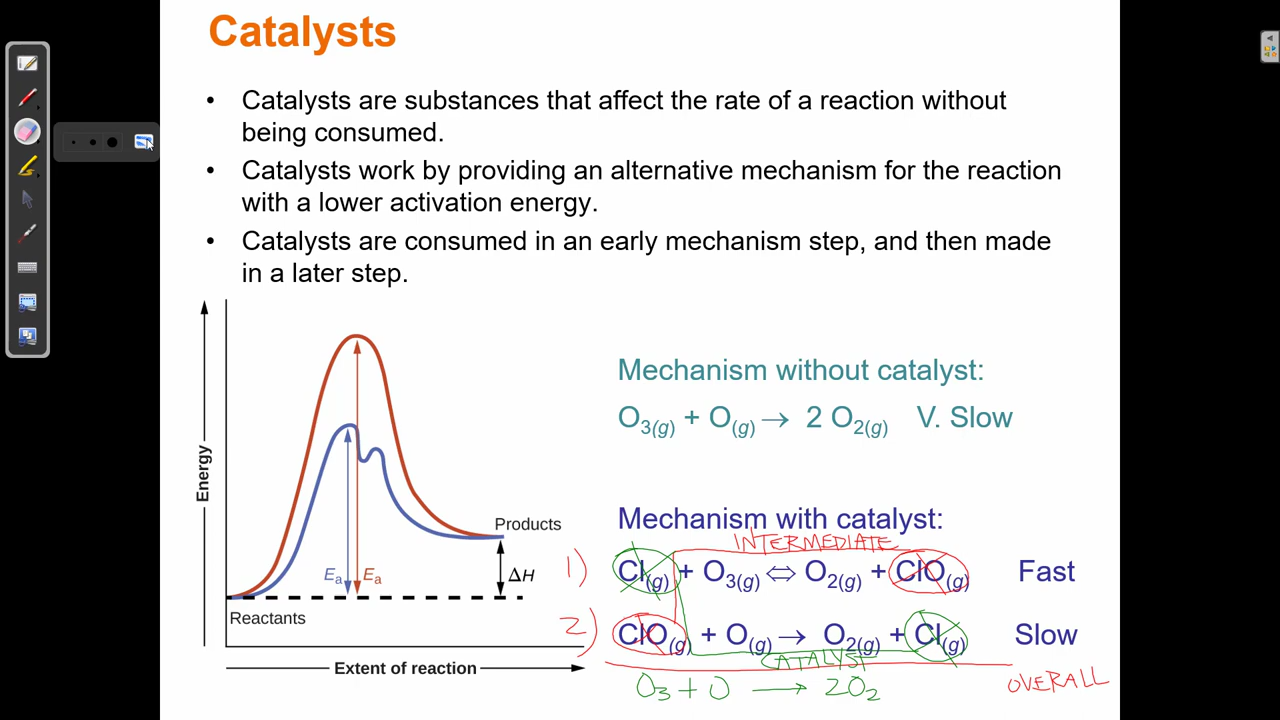 Catalysts
• Catalysts are substances that affect the rate of a reaction without
being consumed.
• Catalysts work by providing an alternative mechanism for the reaction
with a lower activation energy.
• Catalysts are consumed in an early mechanism step, and then made
in a later step.
Energy
Products
Eₐ Eₐ
ΔH
Reactants
Extent of reaction
Mechanism without catalyst:
O₃(g) + O(g) → 2 O₂(g) V. Slow
Mechanism with catalyst:
INTERMEDIATE
1) Cl(g) + O₃(g) ⇔ O₂(g) + ClO(g) Fast
2) ClO(g) + O(g) → O₂(g) + Cl(g) Slow
CATALYST
O₃ + O → 2O₂ OVERALL